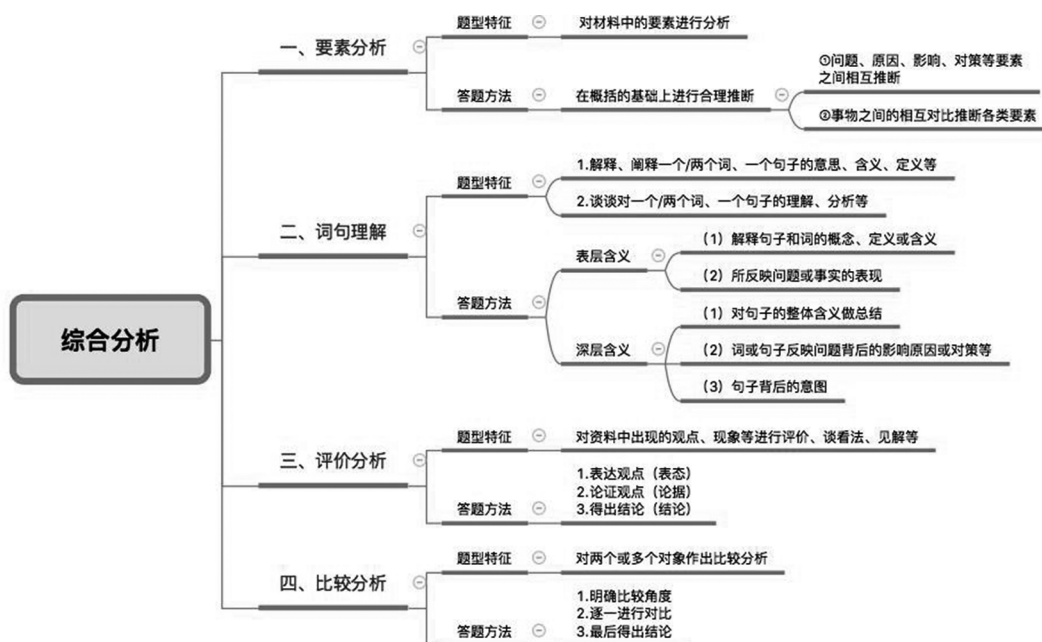 综合分析
一、要素分析
题型特征
对材料中的要素进行分析
答题方法
在概括的基础上进行合理推断
①问题、原因、影响、对策等要素
之间相互推断
②事物之间的相互对比推断各类要素
二、词句理解
题型特征
1.解释、阐释一个/两个词、一个句子的意思、含义、定义等
2.谈谈对一个/两个词、一个句子的理解、分析等
答题方法
表层含义
（1）解释句子和词的概念、定义或含义
（2）所反映问题或事实的表现
深层含义
（1）对句子的整体含义做总结
（2）词或句子反映问题背后的影响原因或对策等
（3）句子背后的意图
三、评价分析
题型特征
对资料中出现的观点、现象等进行评价、谈看法、见解等
答题方法
1.表达观点（表态）
2.论证观点（论据）
3.得出结论（结论）
四、比较分析
题型特征
对两个或多个对象作出比较分析
答题方法
1.明确比较角度
2.逐一进行对比
3.最后得出结论